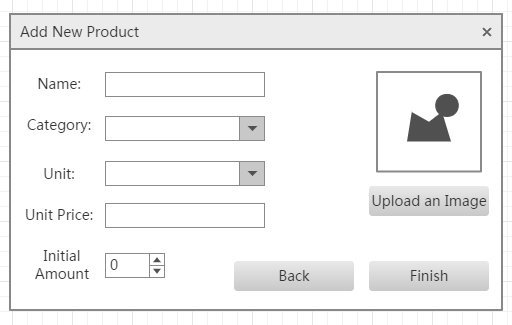 Add New Product
Name:
Category:
Unit:
Unit Price:
Initial
Amount
0
Upload an Image
Back
Finish